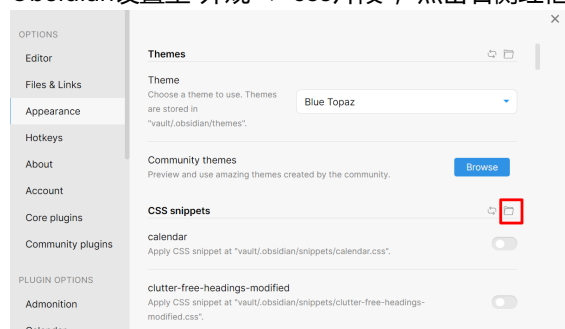 Obsidian设置里“外观”->“css片段”，点击右侧红框
OPTIONS
Editor
Files & Links
Appearance
Hotkeys
About
Account
Core plugins
Community plugins
PLUGIN OPTIONS
Admonition
Calendar
Themes
Theme
Choose a theme to use. Themes
are stored in
"vault/.obsidian/themes".
Blue Topaz
Community themes
Preview and use amazing themes created by the community.
Browse
CSS snippets
calendar
Apply CSS snippet at "vault/.obsidian/snippets/calendar.css".
clutter-free-headings-modified
Apply CSS snippet at "vault/.obsidian/snippets/clutter-free-headings-
modified.css".